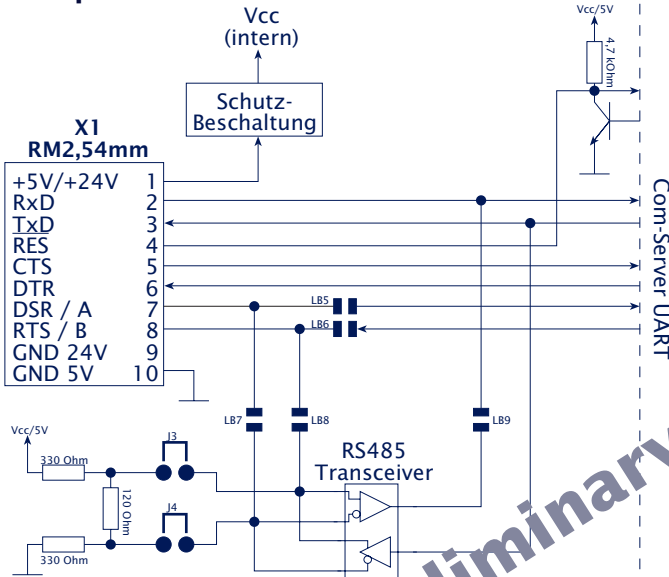 Vcc
(intern)
Schutz-
Beschaltung
Vcc/5V
4,7 kOhm
X1
RM2,54mm
+5V/+24V 1
RxD 2
TxD 3
RES 4
CTS 5
DTR 6
DSR / A 7
RTS / B 8
GND 24V 9
GND 5V 10
Com-Server UART
LB5
LB6
LB7
LB8
LB9
Vcc/5V
330 Ohm
120 Ohm
330 Ohm
J3
J4
RS485
Transceiver